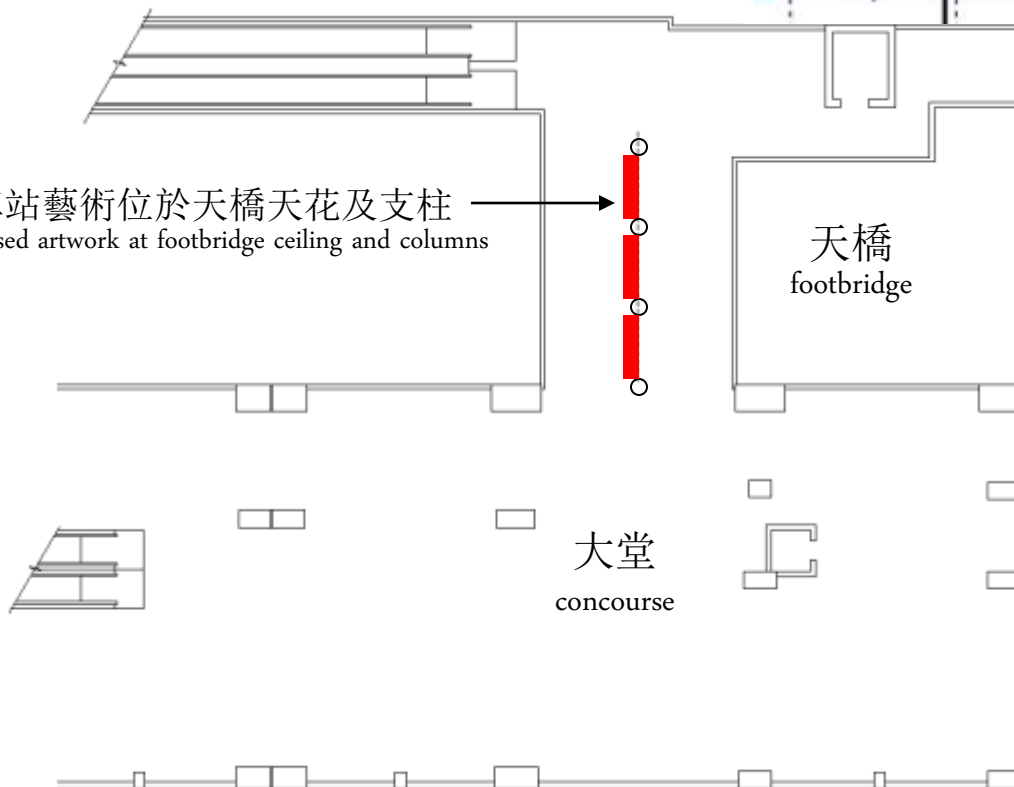 站藝術位於天橋天花及支柱
artwork at footbridge ceiling and columns
天橋
footbridge
大堂
concourse